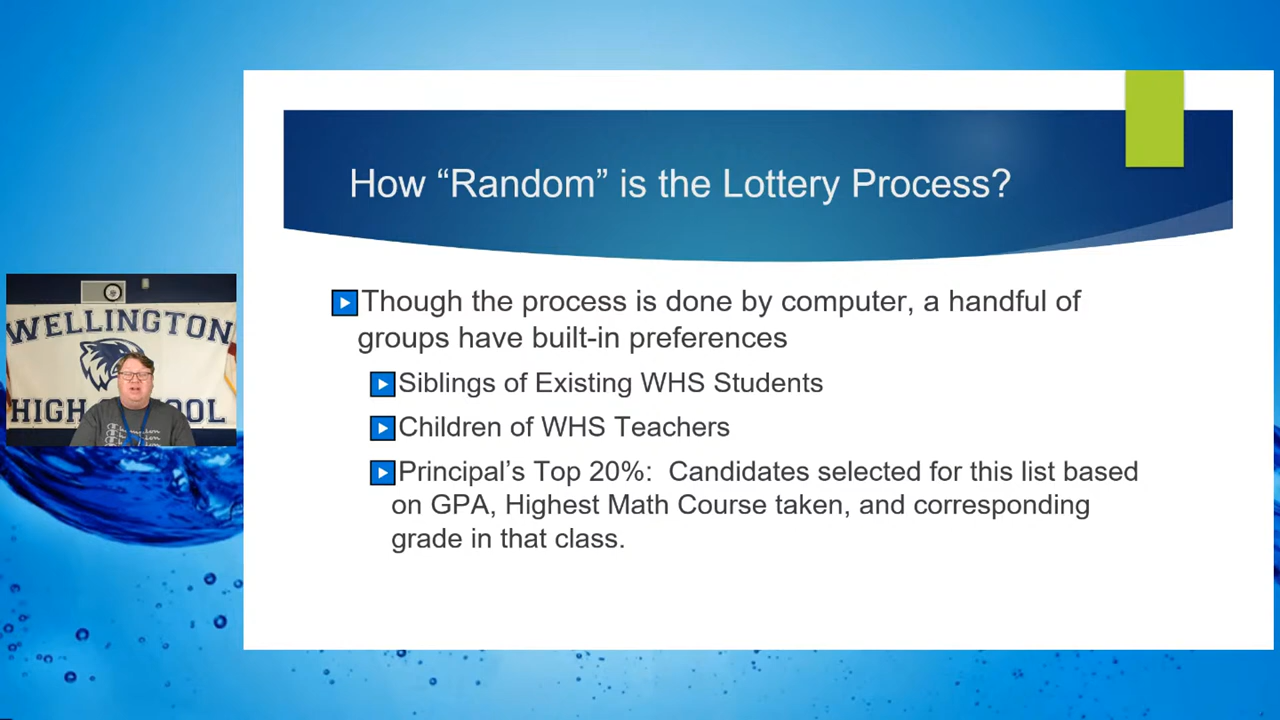 How “Random” is the Lottery Process?
Though the process is done by computer, a handful of
groups have built-in preferences
Siblings of Existing WHS Students
Children of WHS Teachers
Principal’s Top 20%:  Candidates selected for this list based
on GPA, Highest Math Course taken, and corresponding
grade in that class.
WELLINGTON
HIGH